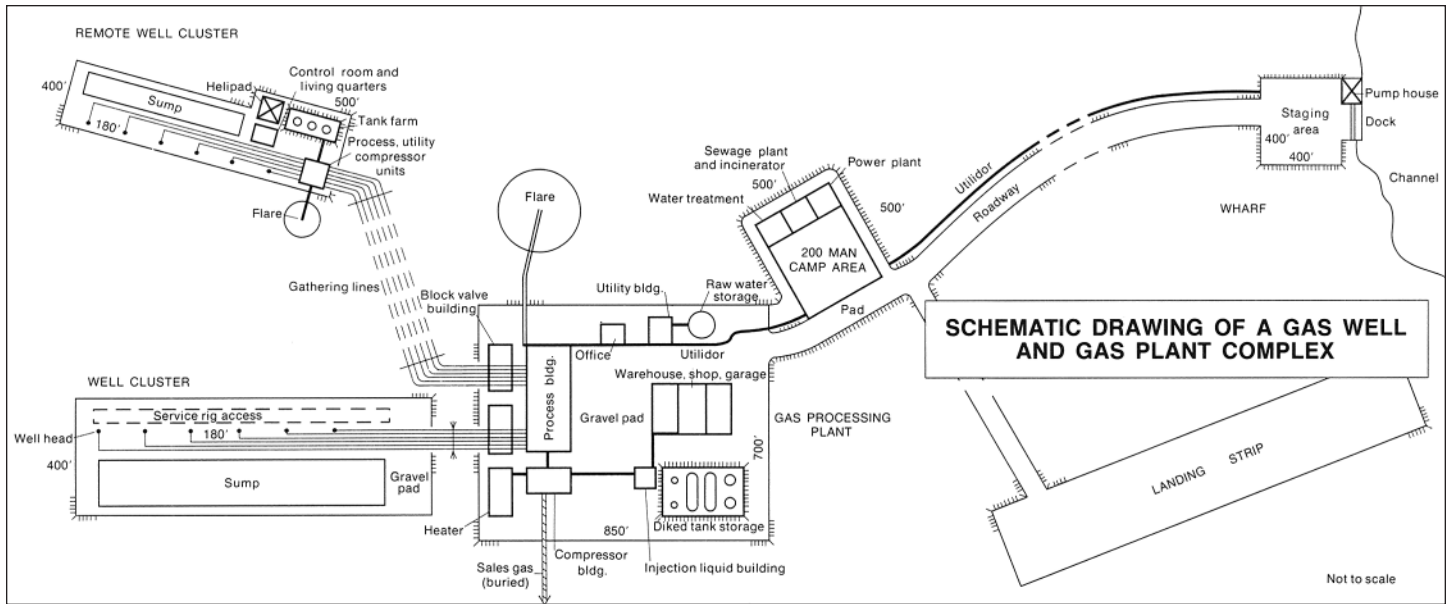 REMOTE WELL CLUSTER
400′
Helipad
Control room and
living quarters
500′
Sump
Tank farm
180′
Process, utility
compressor
units
Flare
Gathering lines
Flare
Block valve
building
Utility bldg.
Raw water
storage
Office
Utilidor
Process bldg.
Warehouse, shop, garage
Gravel pad
GAS PROCESSING
PLANT
700′
WELL CLUSTER
Service rig access
Well head
180′
400′
Sump
Gravel
pad
Heater
850′
Diked tank storage
Sales gas
(buried)
Compressor
bldg.
Injection liquid building
Sewage plant
and incinerator
Power plant
500′
Water treatment
500′
200 MAN
CAMP AREA
Pad
Utilidor
Roadway
Staging
area
400′
400′
Pump house
Dock
Channel
WHARF
SCHEMATIC DRAWING OF A GAS WELL
AND GAS PLANT COMPLEX
LANDING STRIP
Not to scale